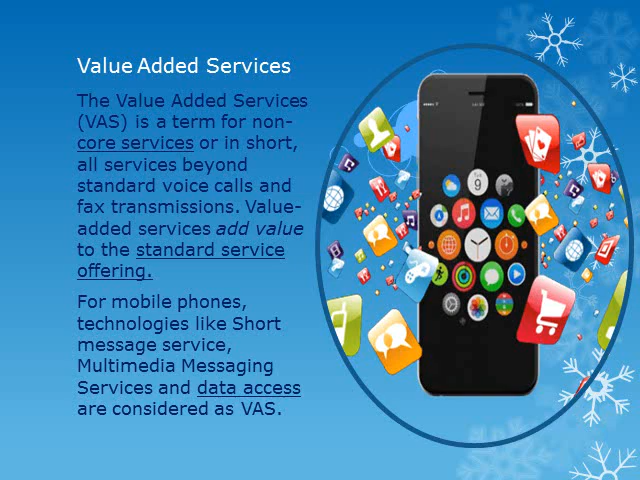 Value Added Services
The Value Added Services
(VAS) is a term for non-
core services or in short,
all services beyond
standard voice calls and
fax transmissions. Value-
added services add value
to the standard service
offering.
For mobile phones,
technologies like Short
message service,
Multimedia Messaging
Services and data access
are considered as VAS.
9